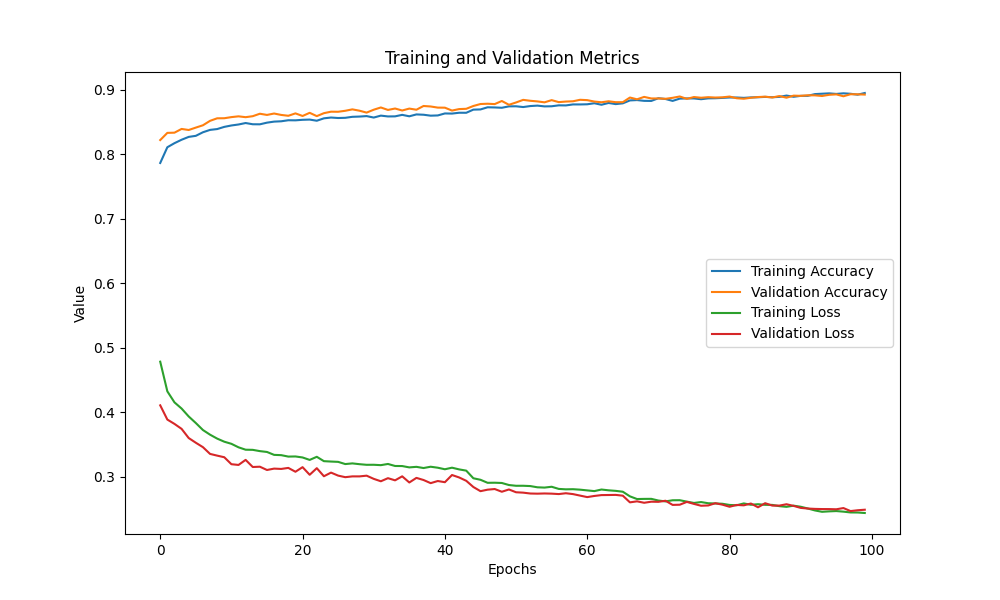 Training and Validation Metrics
0.9
0.8
0.7
0.6
0.5
0.4
0.3
Value
Training Accuracy
Validation Accuracy
Training Loss
Validation Loss
0 20 40 60 80 100
Epochs